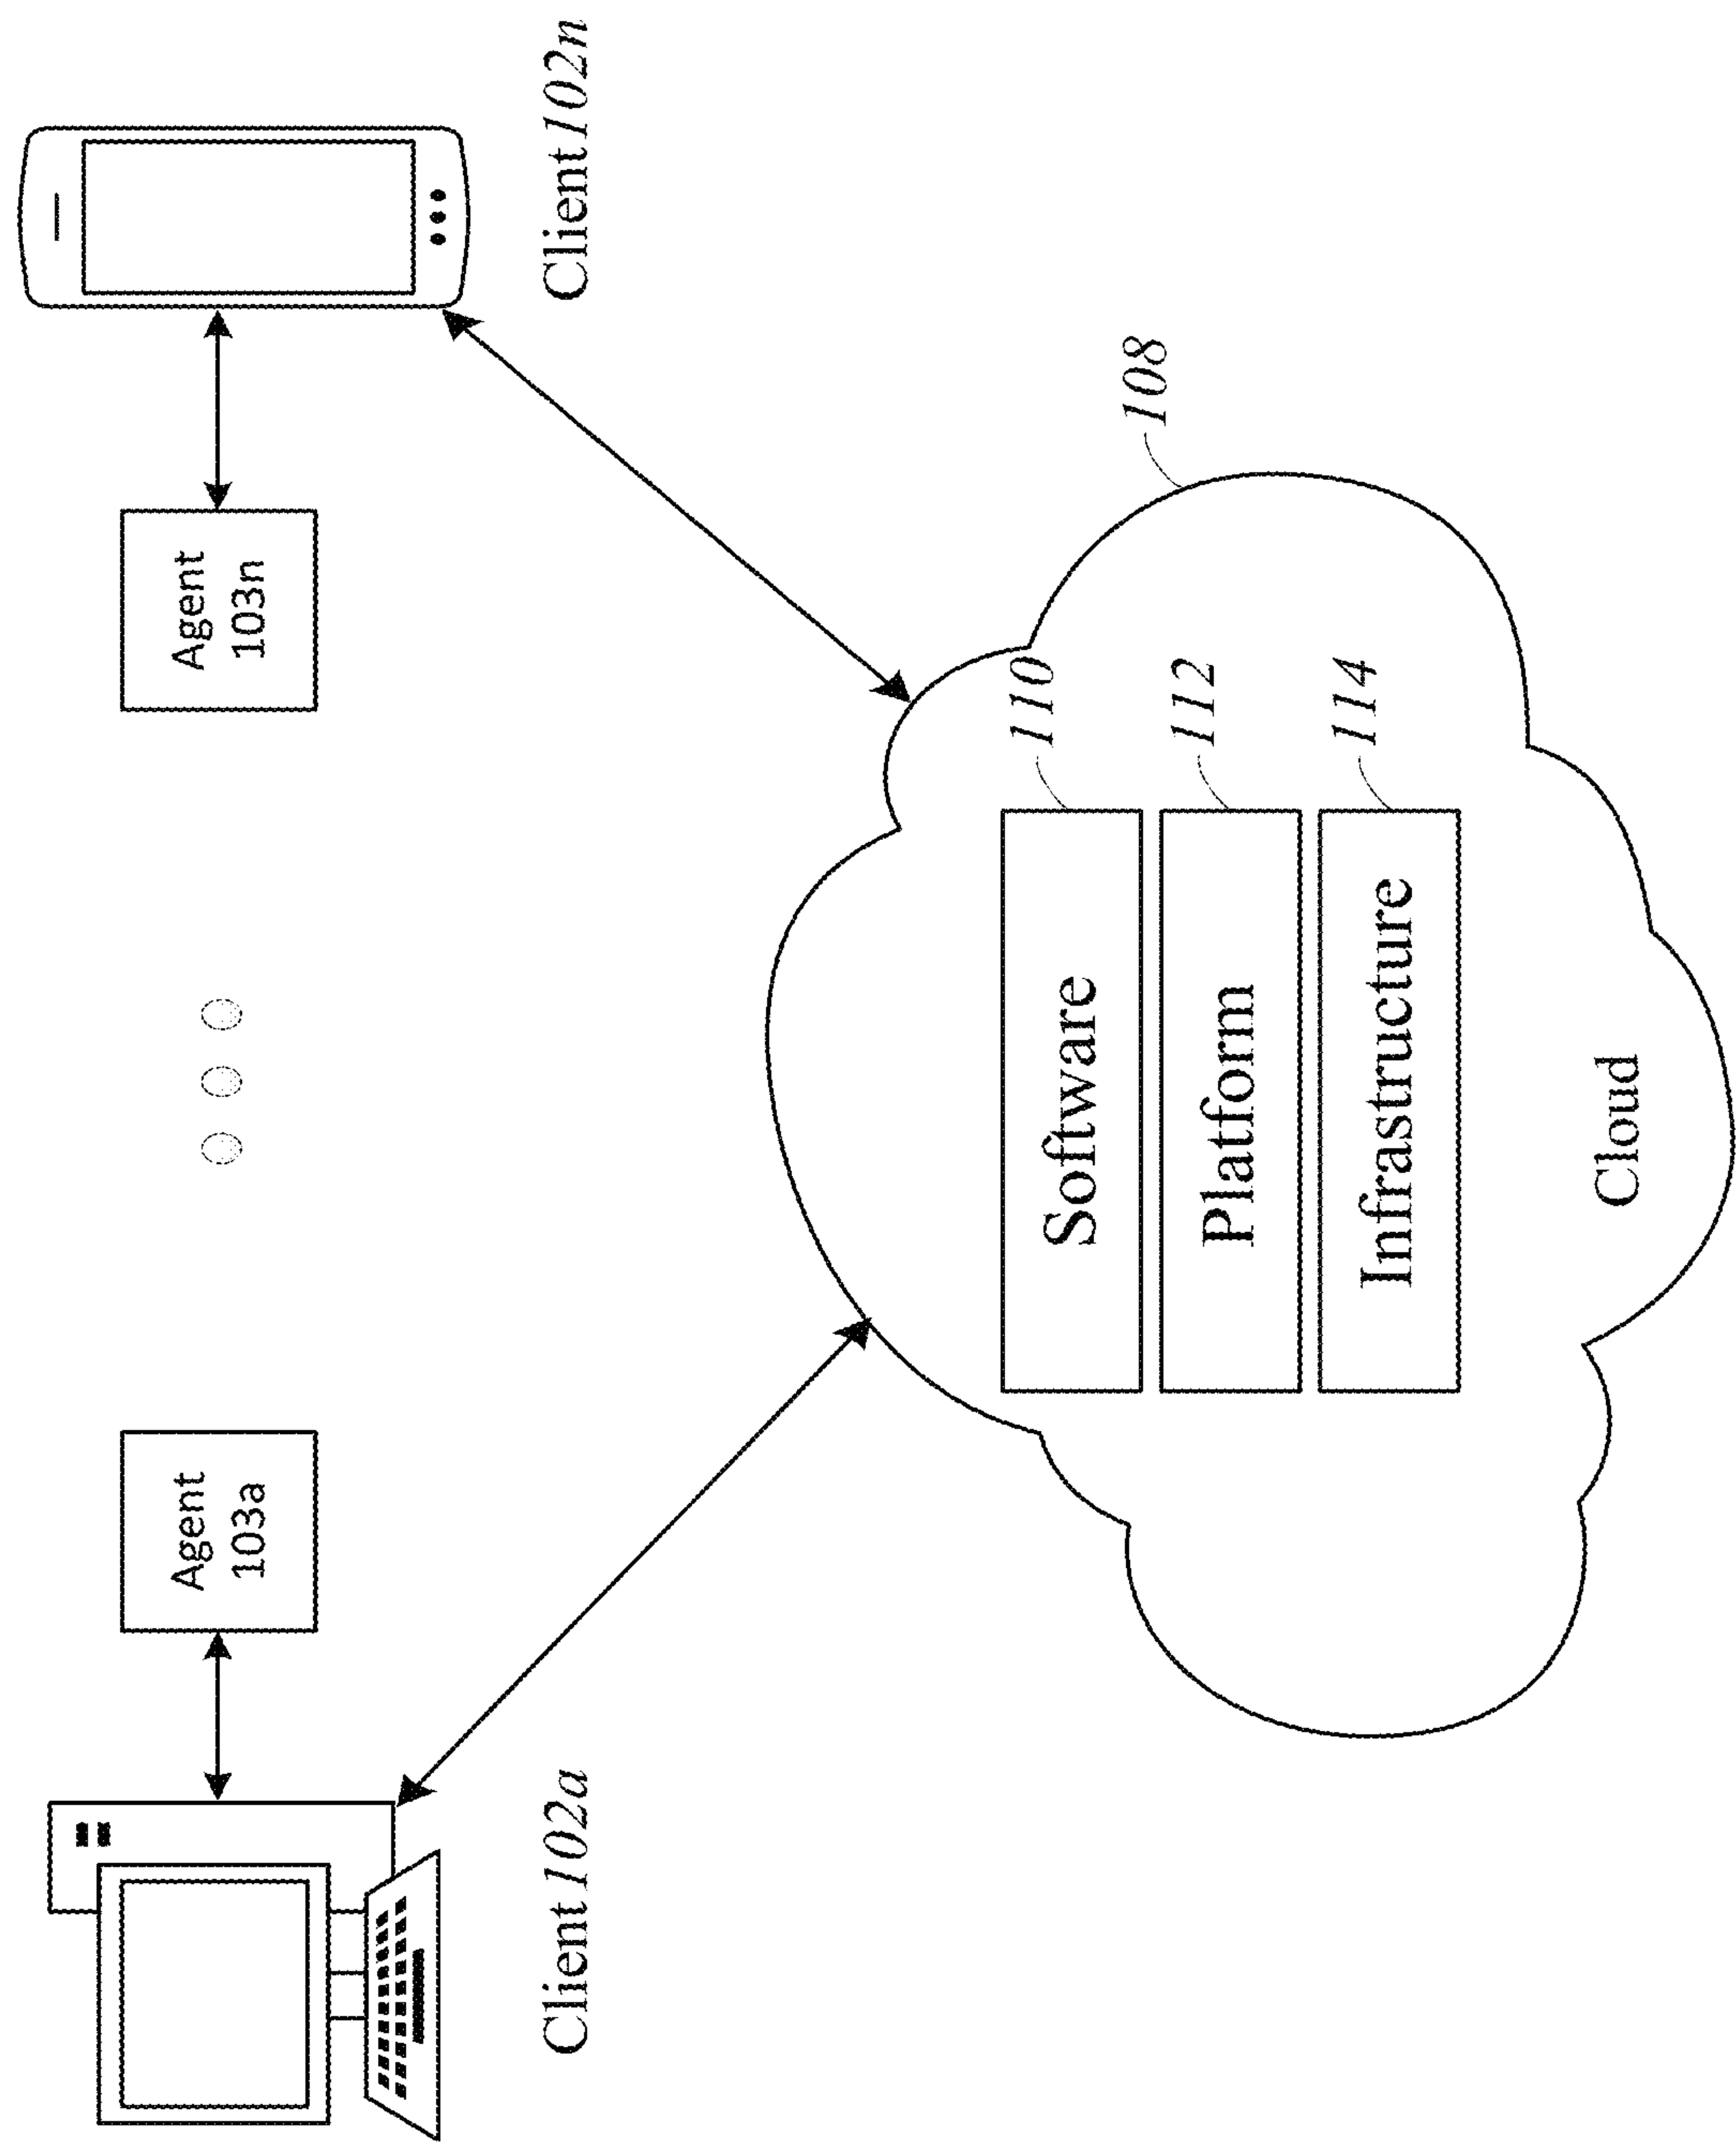 Agent
103a
Agent
103n
Client 102a
Client 102n
108
110
Software
112
Platform
114
Infrastructure
Cloud